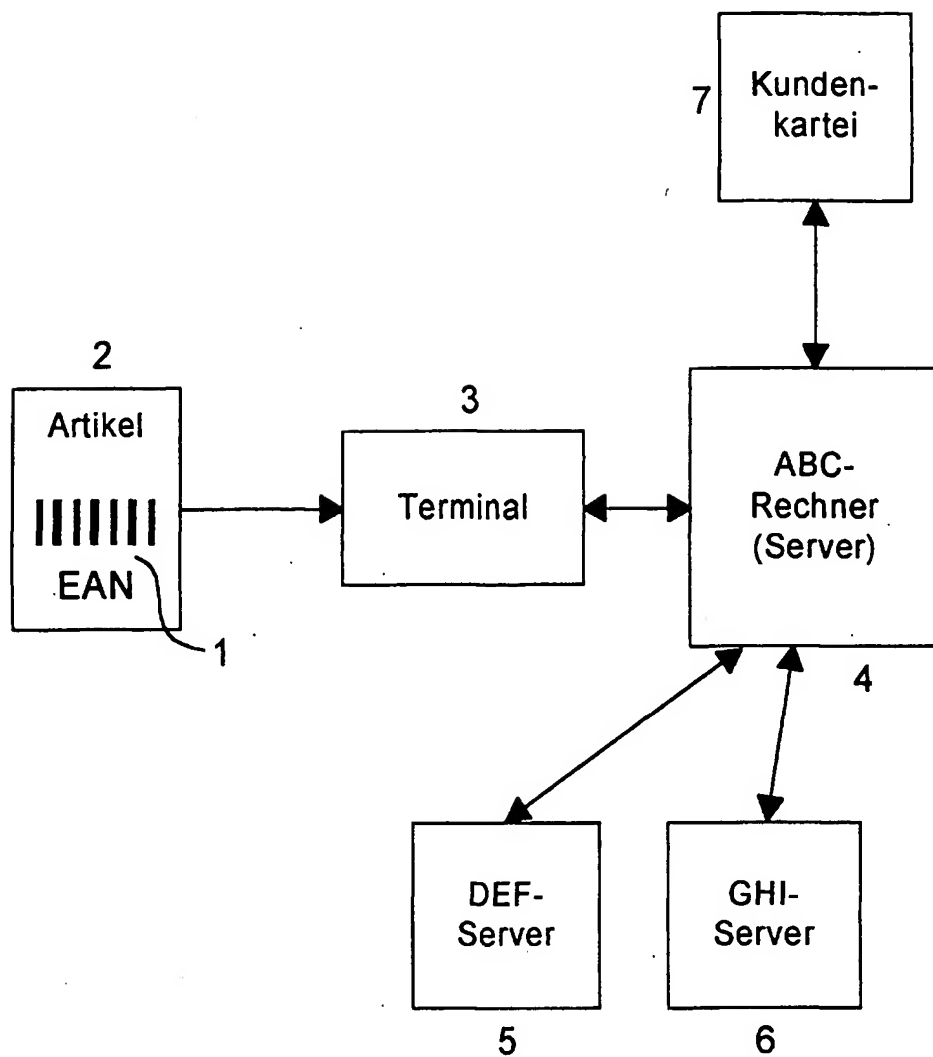 7
Kunden-
kartei
2
Artikel
EAN
1
3
Terminal
ABC-
Rechner
(Server)
4
DEF-
Server
5
GHI-
Server
6